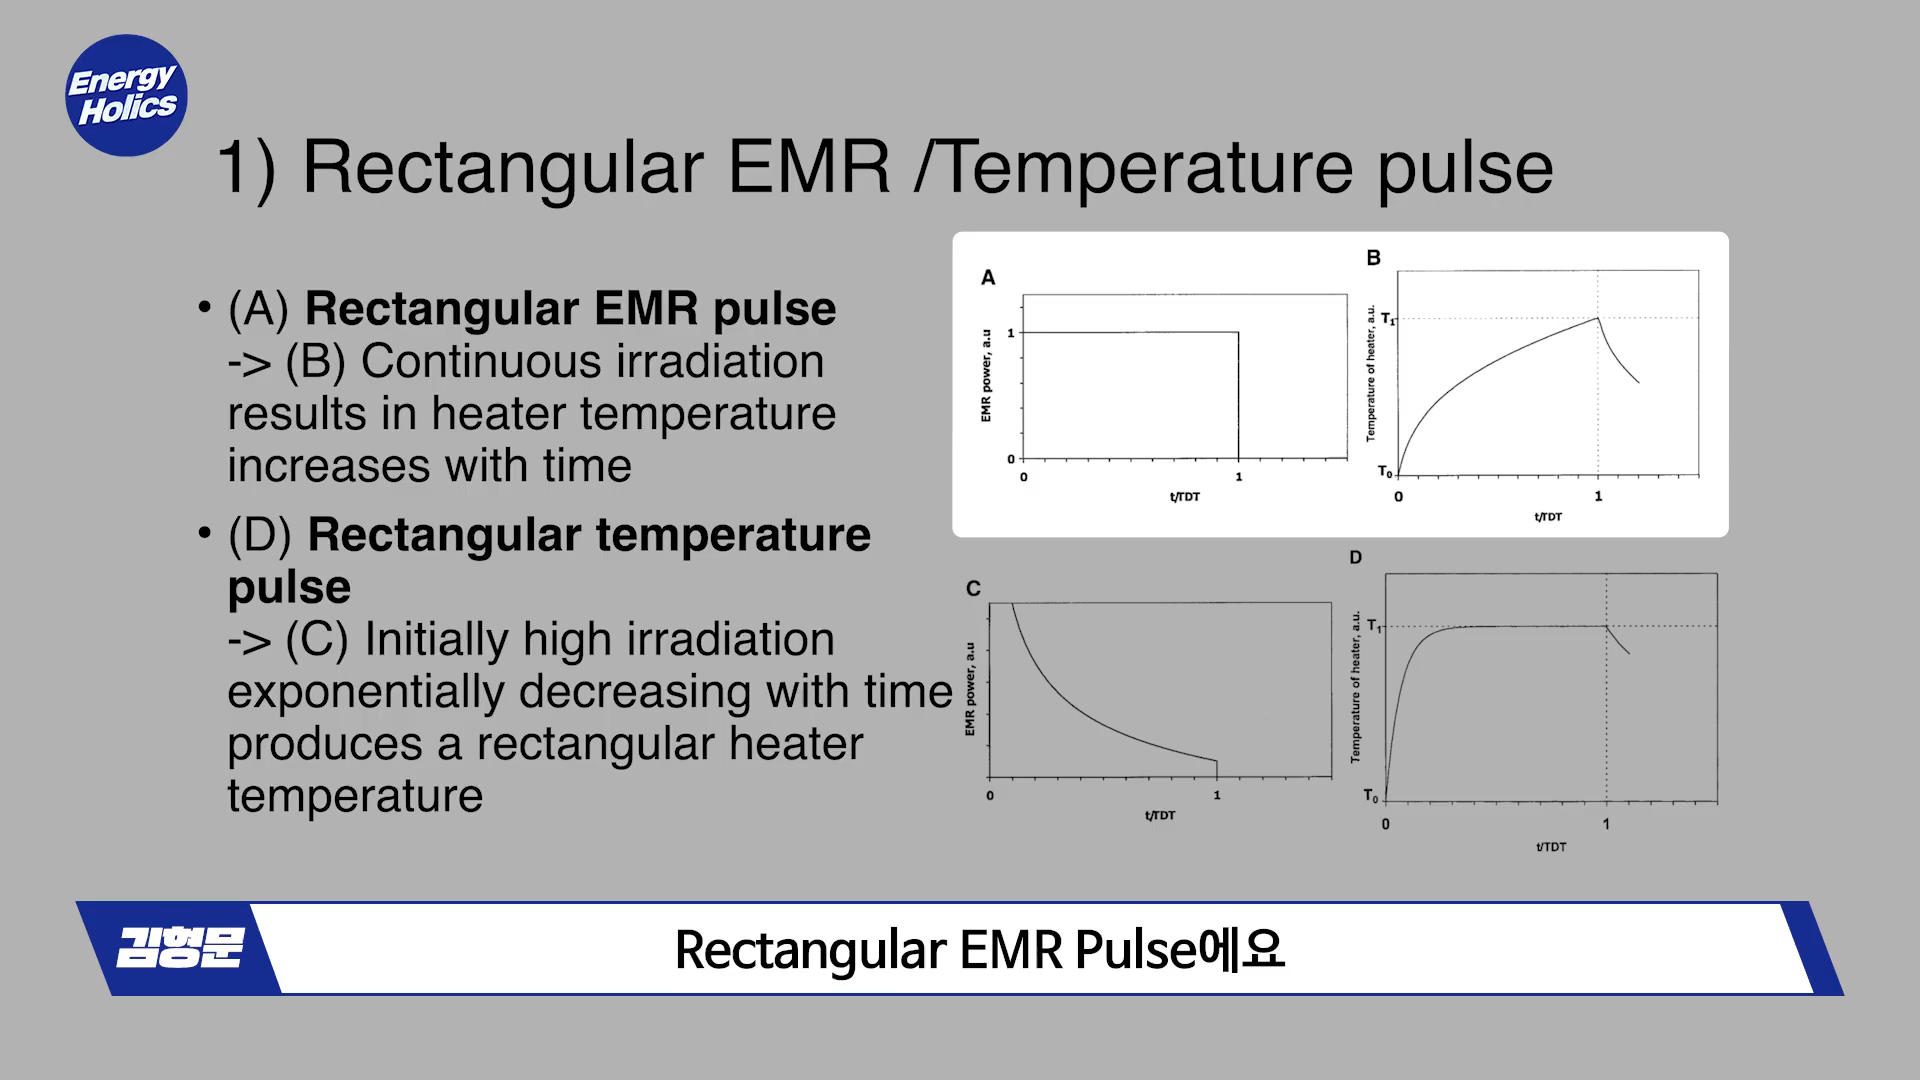 Energy
Holics
1) Rectangular EMR /Temperature pulse
• (A) Rectangular EMR pulse
-> (B) Continuous irradiation
results in heater temperature
increases with time
• (D) Rectangular temperature
pulse
-> (C) Initially high irradiation
exponentially decreasing with time
produces a rectangular heater
temperature
A
EMR power, a.u
1
0
0
1
t/TDT
B
Temperature of heater, a.u.
T1
T0
0
1
t/TDT
C
EMR power, a.u
0
1
t/TDT
D
Temperature of heater, a.u.
T1
T0
0
1
t/TDT
김형문
Rectangular EMR Pulse에요